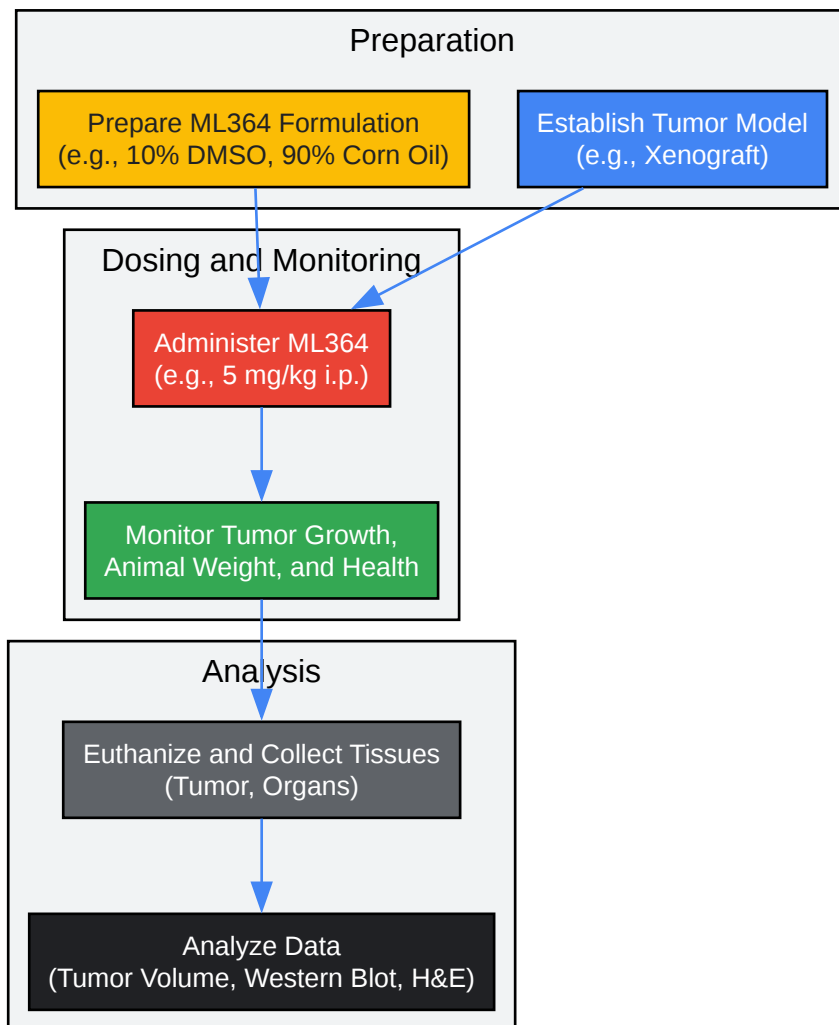 Preparation
Prepare ML364 Formulation
(e.g., 10% DMSO, 90% Corn Oil)
Establish Tumor Model
(e.g., Xenograft)
Dosing and Monitoring
Administer ML364
(e.g., 5 mg/kg i.p.)
Monitor Tumor Growth,
Animal Weight, and Health
Analysis
Euthanize and Collect Tissues
(Tumor, Organs)
Analyze Data
(Tumor Volume, Western Blot, H&E)